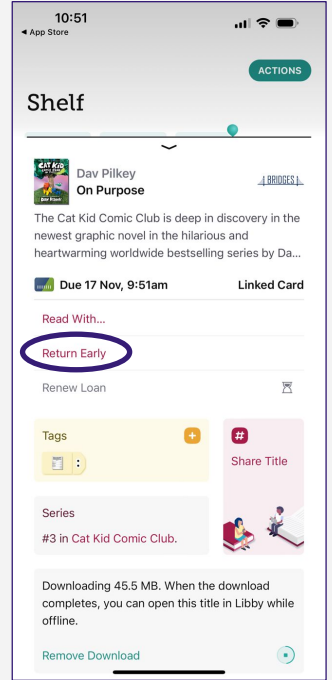 10:51
◀ App Store
ACTIONS
Shelf
CAT KID
Dav Pilkey
On Purpose
BRIDGES
The Cat Kid Comic Club is deep in discovery in the
newest graphic novel in the hilarious and
heartwarming worldwide bestselling series by Da...
Due 17 Nov, 9:51am
Linked Card
Read With...
Return Early
Renew Loan
Tags
+
#
Share Title
Series
#3 in Cat Kid Comic Club.
Downloading 45.5 MB. When the download
completes, you can open this title in Libby while
offline.
Remove Download